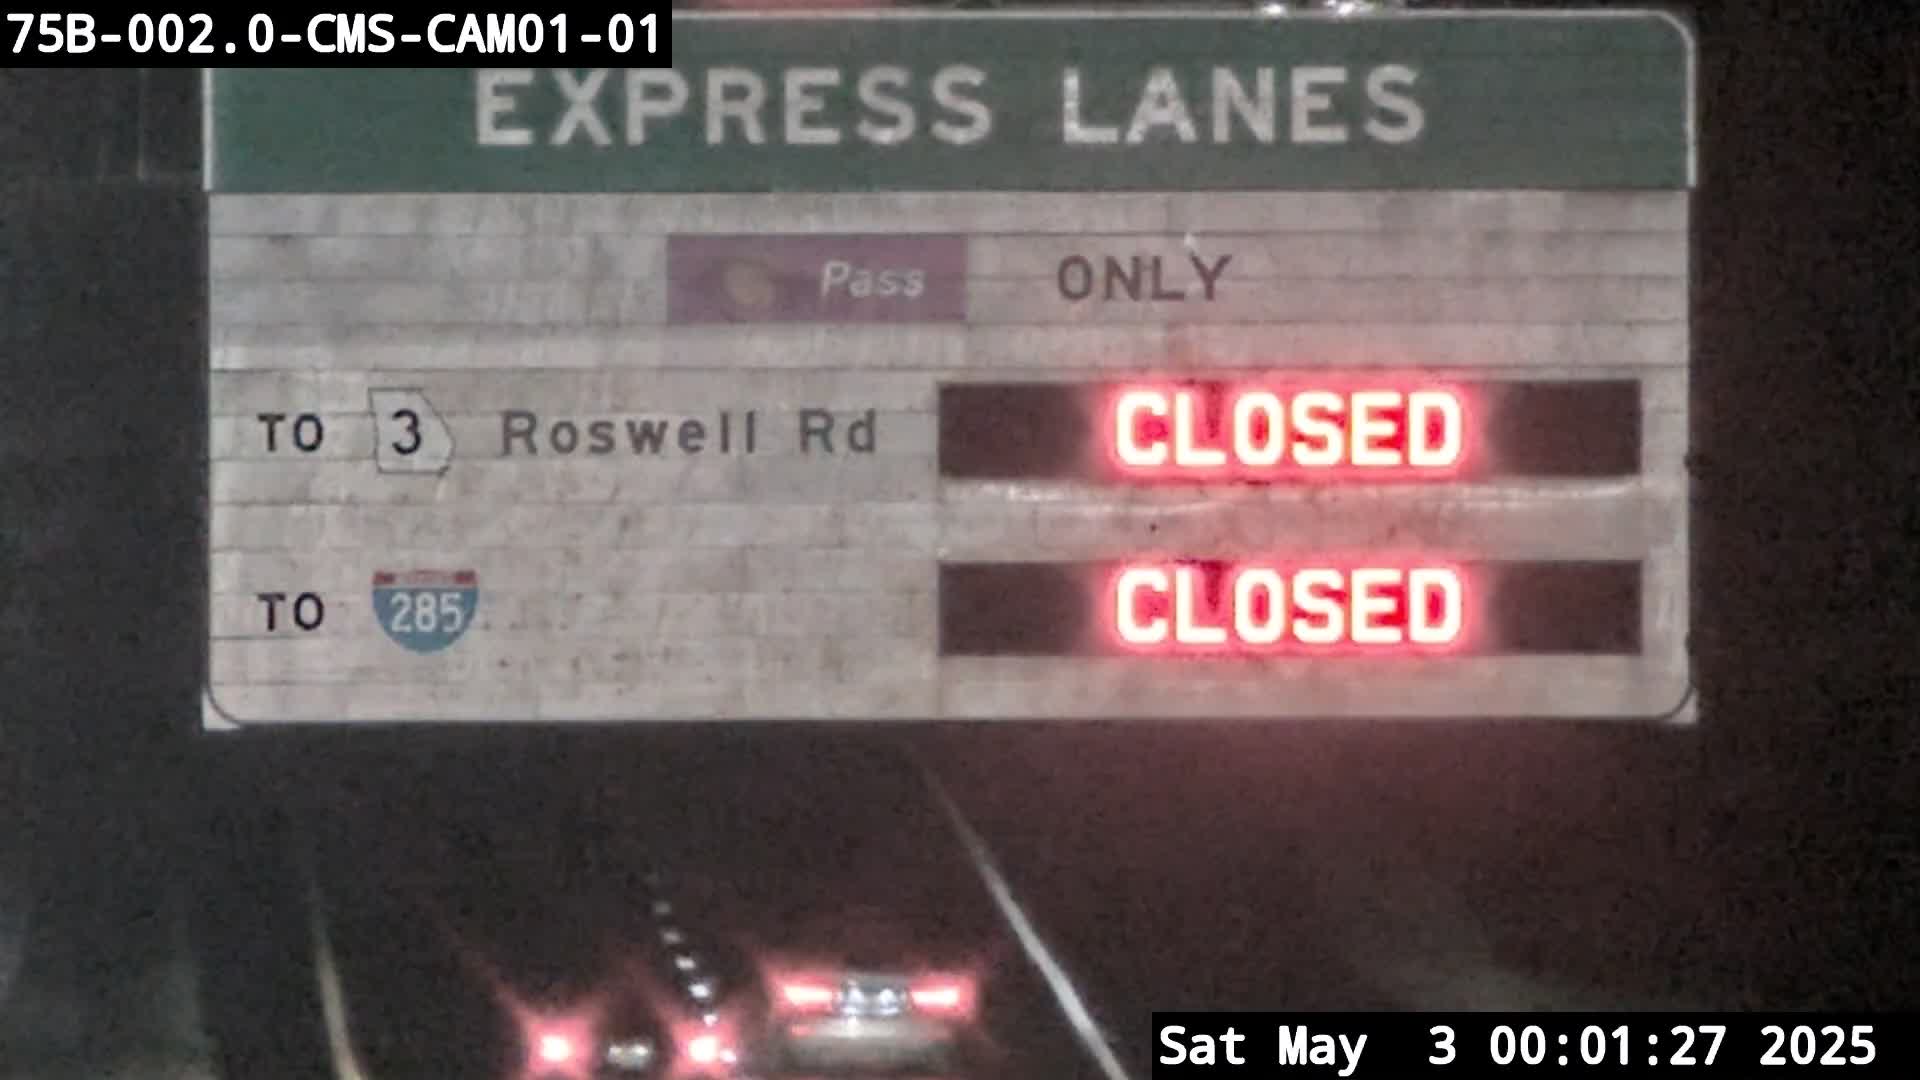 75B-002.0-CMS-CAM01-01
EXPRESS LANES
Pass ONLY
TO 3 Roswell Rd CLOSED
TO 285 CLOSED
Sat May 3 00:01:27 2025